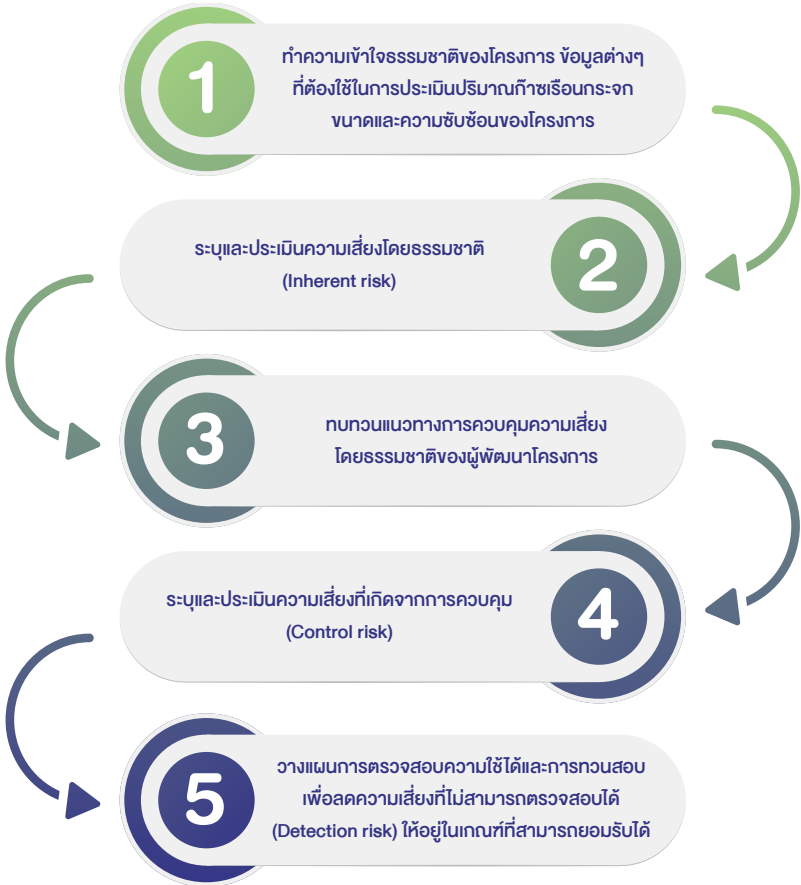 1
ทำความเข้าใจธรรมชาติของโครงการ ข้อมูลต่างๆ
ที่ต้องใช้ในการประเมินปริมาณก๊าซเรือนกระจก
ขนาดและความซับซ้อนของโครงการ
2
ระบุและประเมินความเสี่ยงโดยธรรมชาติ
(Inherent risk)
3
ทบทวนแนวทางการควบคุมความเสี่ยง
โดยธรรมชาติของผู้พัฒนาโครงการ
4
ระบุและประเมินความเสี่ยงที่เกิดจากการควบคุม
(Control risk)
5
วางแผนการตรวจสอบความใช้ได้และการทวนสอบ
เพื่อลดความเสี่ยงที่ไม่สามารถตรวจสอบได้
(Detection risk) ให้อยู่ในเกณฑ์ที่สามารถยอมรับได้